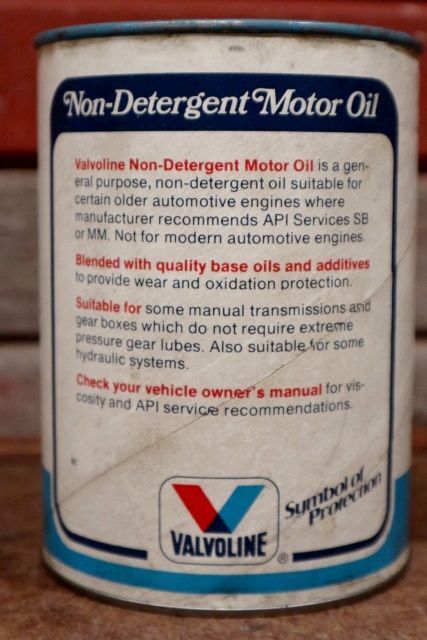 Non-Detergent Motor Oil
Valvoline Non-Detergent Motor Oil is a gen-
eral purpose, non-detergent oil suitable for
certain older automotive engines where
manufacturer recommends API Services SB
or MM. Not for modern automotive engines.
Blended with quality base oils and additives
to provide wear and oxidation protection.
Suitable for some manual transmissions and
gear boxes which do not require extreme
pressure gear lubes. Also suitable for some
hydraulic systems.
Check your vehicle owner's manual for vis-
cosity and API service recommendations.
VALVOLINE ®
Symbol of
Protection